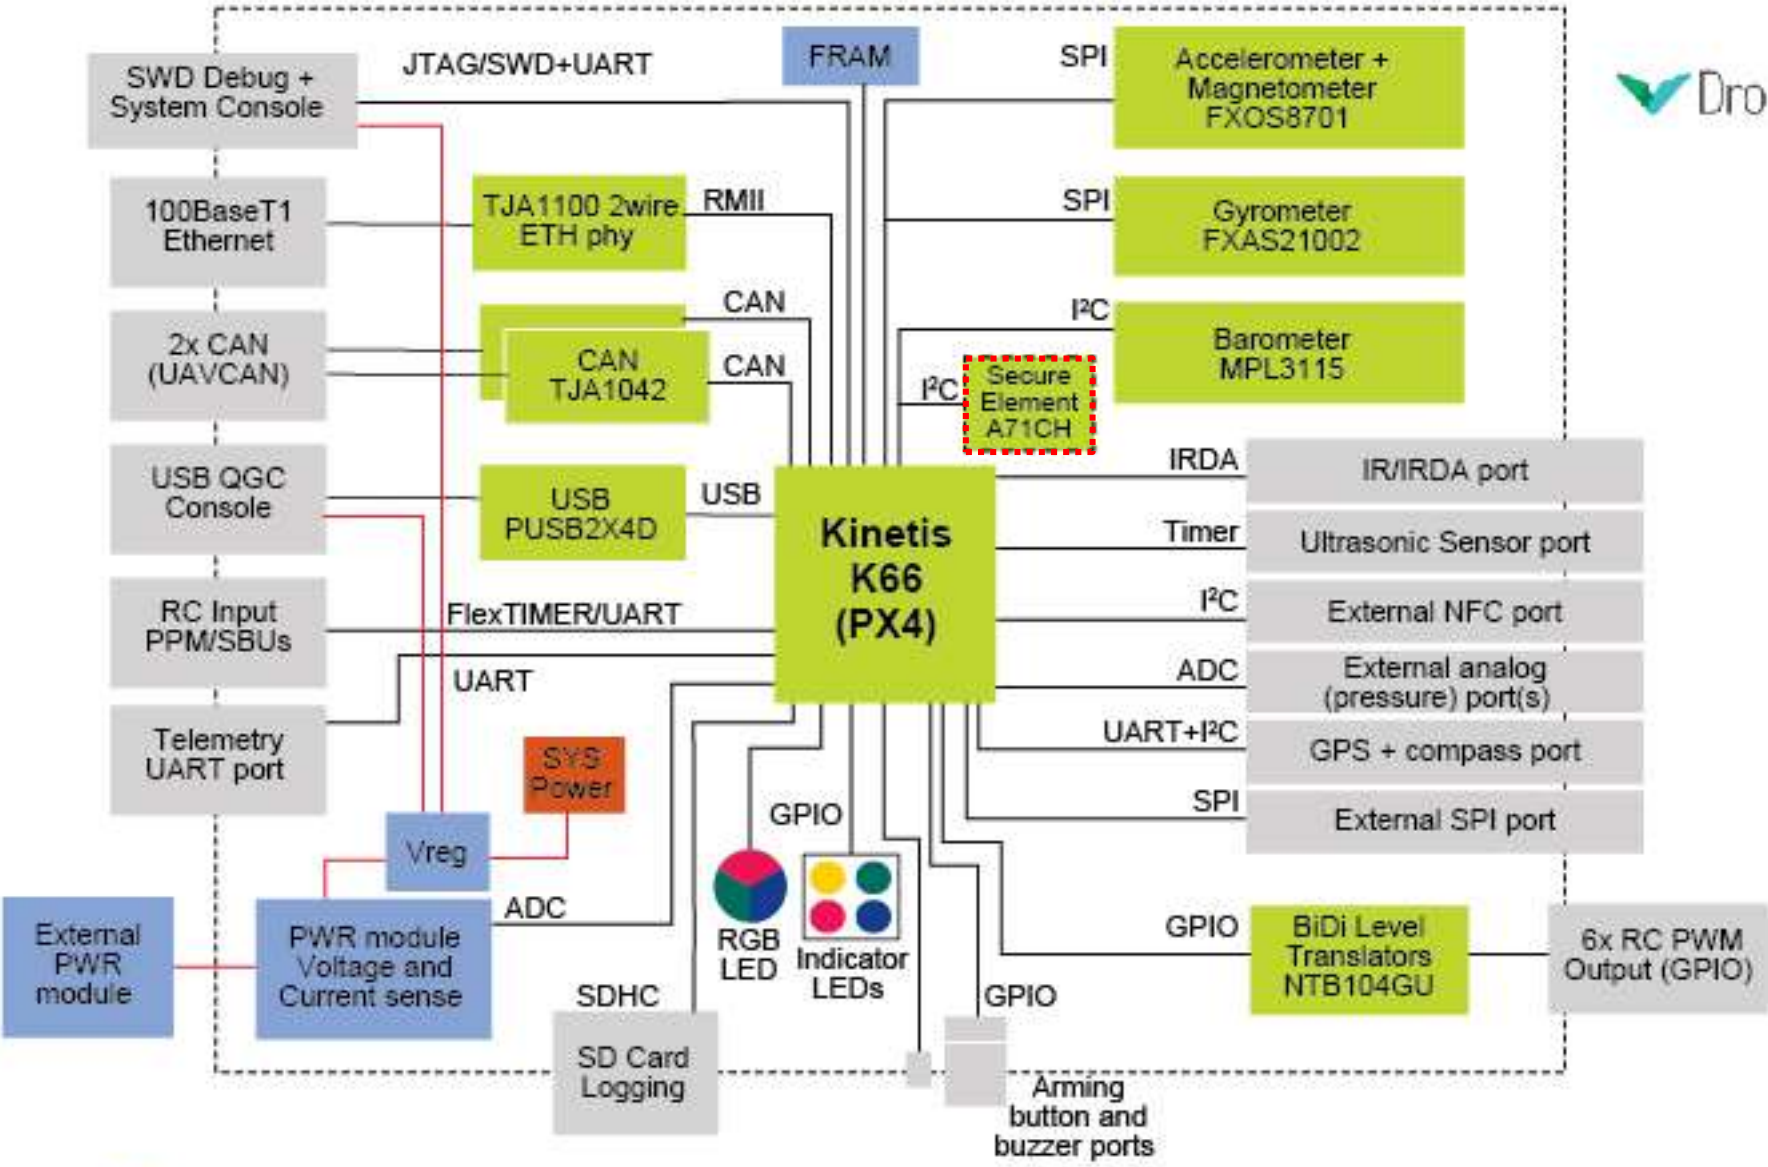 JTAG/SWD+UART
FRAM
SPI
Accelerometer +
Magnetometer
FXOS8701
Dro
SWD Debug +
System Console
100BaseT1
Ethernet
TJA1100 2wire
ETH phy
RMII
SPI
Gyrometer
FXAS21002
2x CAN
(UAVCAN)
CAN
CAN
TJA1042
CAN
I²C
Barometer
MPL3115
I²C
Secure
Element
A71CH
USB QGC
Console
USB
PUSB2X4D
USB
Kinetis
K66
(PX4)
IRDA
IR/IRDA port
Timer
Ultrasonic Sensor port
I²C
External NFC port
ADC
External analog
(pressure) port(s)
UART+I²C
GPS + compass port
SPI
External SPI port
RC Input
PPM/SBUs
FlexTIMER/UART
UART
Telemetry
UART port
SYS
Power
Vreg
External
PWR
module
PWR module
Voltage and
Current sense
ADC
SDHC
SD Card
Logging
GPIO
RGB
LED
Indicator
LEDs
GPIO
Arming
button and
buzzer ports
GPIO
BiDi Level
Translators
NTB104GU
6x RC PWM
Output (GPIO)